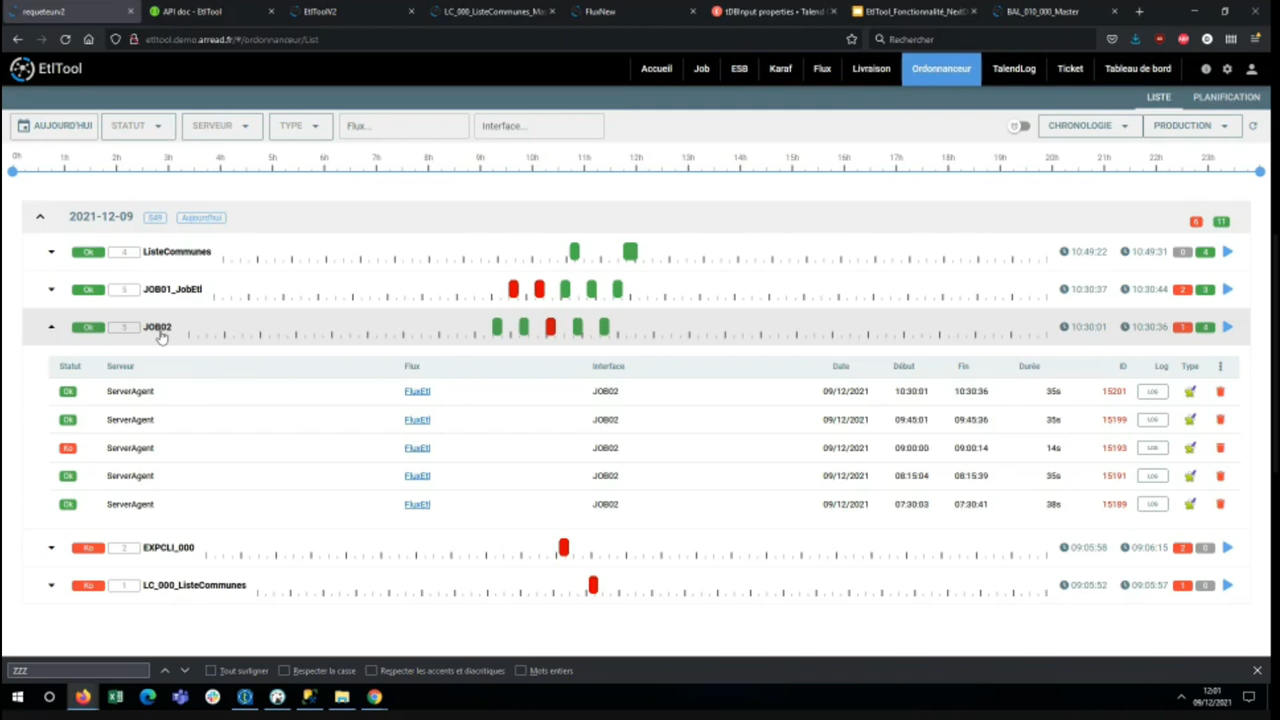 requeteurv2 API doc - EtlTool EtlToolV2 LC_000_ListeCommunes_Ma FluxNew tDBInput properties • Talend EtlTool_Fonctionnalité_Next BAL_010_000_Master
etltool.demo.arread.fr/*/ordonnanceur/List Rechercher
EtlTool Accueil Job ESB Karaf Flux Livraison Ordonnanceur TalendLog Ticket Tableau de bord
LISTE PLANIFICATION
AUJOURD'HUI STATUT SERVEUR TYPE Flux... Interface... CHRONOLOGIE PRODUCTION
0h 1h 2h 3h 4h 5h 6h 7h 8h 9h 10h 11h 12h 13h 14h 15h 16h 17h 18h 19h 20h 21h 22h 23h
2021-12-09 S49 Aujourd'hui 6 11
Ok 4 ListeCommunes 10:49:22 10:49:31 0 4
Ok 5 JOB01_JobEtl 10:30:37 10:30:44 2 3
Ok 5 JOB02 10:30:01 10:30:36 1 4
Statut Serveur Flux Interface Date Début Fin Durée ID Log Type
Ok ServerAgent FluxEtl JOB02 09/12/2021 10:30:01 10:30:36 35s 15201 LOG
Ok ServerAgent FluxEtl JOB02 09/12/2021 09:45:01 09:45:36 35s 15199 LOG
Ko ServerAgent FluxEtl JOB02 09/12/2021 09:00:00 09:00:14 14s 15193 LOG
Ok ServerAgent FluxEtl JOB02 09/12/2021 08:15:04 08:15:39 35s 15191 LOG
Ok ServerAgent FluxEtl JOB02 09/12/2021 07:30:03 07:30:41 38s 15189 LOG
Ko 2 EXPCLI_000 09:05:58 09:06:15 2 0
Ko 1 LC_000_ListeCommunes 09:05:52 09:05:57 1 0
ZZZ Tout surligner Respecter la casse Respecter les accents et diacritiques Mots entiers
12:01
09/12/2021